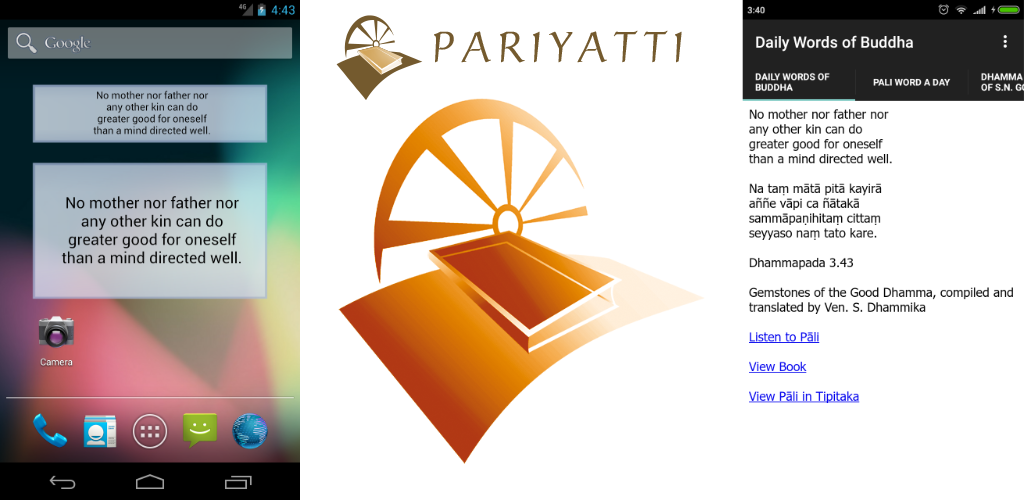 4G 4:43
Google
No mother nor father nor
any other kin can do
greater good for oneself
than a mind directed well.
No mother nor father nor
any other kin can do
greater good for oneself
than a mind directed well.
Camera
PARIYATTI
3:40
Daily Words of Buddha
DAILY WORDS OF
BUDDHA
PALI WORD A DAY
DHAMMA
OF S.N. GO
No mother nor father nor
any other kin can do
greater good for oneself
than a mind directed well.
Na taṃ mātā pitā kayirā
aññe vāpi ca ñātakā
sammāpaṇihitaṃ cittaṃ
seyyaso naṃ tato kare.
Dhammapada 3.43
Gemstones of the Good Dhamma, compiled and
translated by Ven. S. Dhammika
Listen to Pāli
View Book
View Pāli in Tipitaka